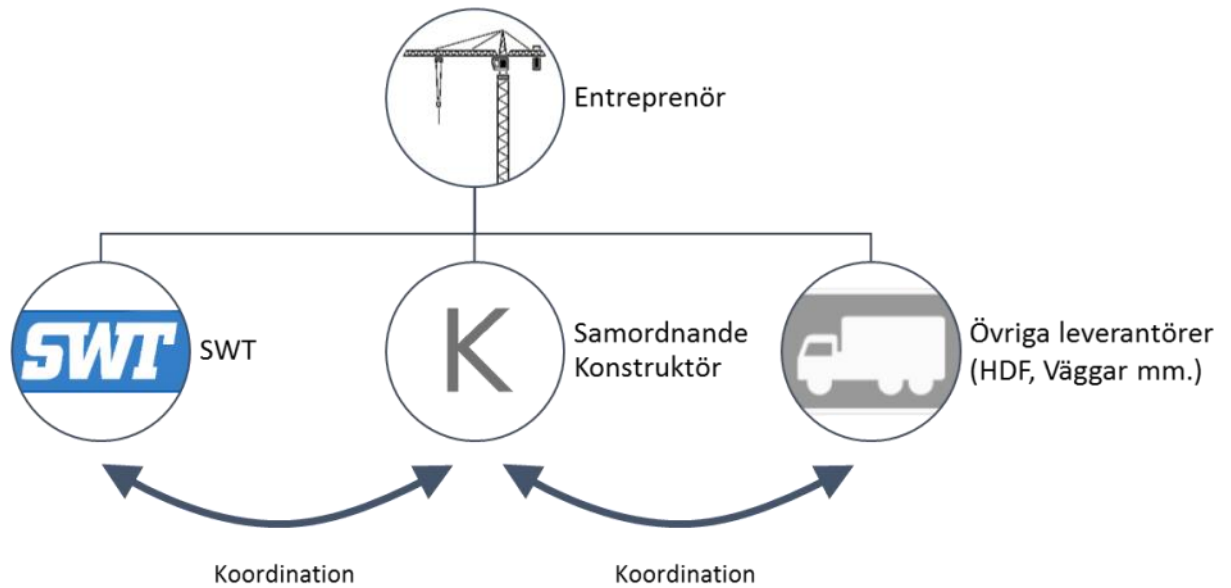 Entreprenör
SWT
SWT
K
Samordnande
Konstruktör
Övriga leverantörer
(HDF, Väggar mm.)
Koordination
Koordination